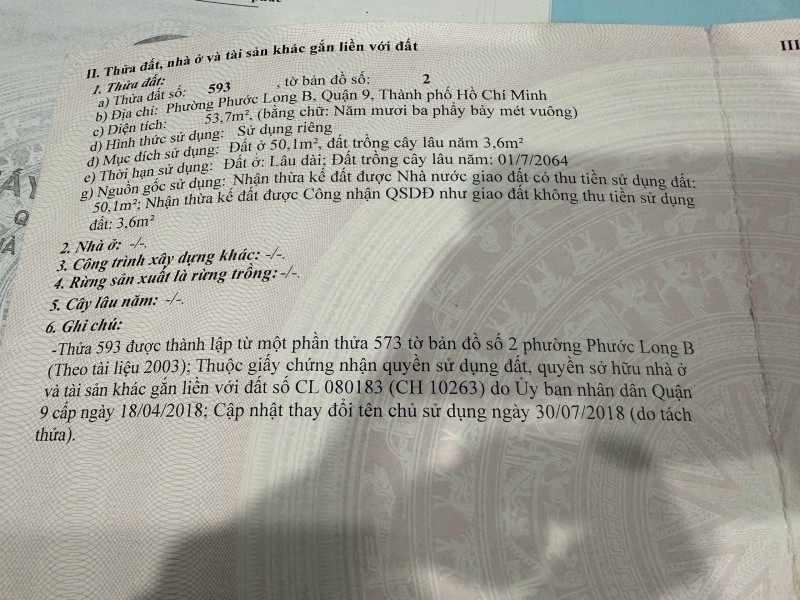 II. Thửa đất, nhà ở và tài sản khác gắn liền với đất
III
1. Thửa đất:
a) Thửa đất số: 593 , tờ bản đồ số: 2
b) Địa chỉ: Phường Phước Long B, Quận 9, Thành phố Hồ Chí Minh
c) Diện tích: 53,7m², (bằng chữ: Năm mươi ba phẩy bảy mét vuông)
d) Hình thức sử dụng: Sử dụng riêng
đ) Mục đích sử dụng: Đất ở 50,1m², đất trồng cây lâu năm 3,6m²
e) Thời hạn sử dụng: Đất ở: Lâu dài; Đất trồng cây lâu năm: 01/7/2064
g) Nguồn gốc sử dụng: Nhận thừa kế đất được Nhà nước giao đất có thu tiền sử dụng đất:
50,1m²; Nhận thừa kế đất được Công nhận QSDĐ như giao đất không thu tiền sử dụng
đất: 3,6m²
2. Nhà ở: -/-.
3. Công trình xây dựng khác: -/-.
4. Rừng sản xuất là rừng trồng: -/-.
5. Cây lâu năm: -/-.
6. Ghi chú:
-Thửa 593 được thành lập từ một phần thửa 573 tờ bản đồ số 2 phường Phước Long B
(Theo tài liệu 2003); Thuộc giấy chứng nhận quyền sử dụng đất, quyền sở hữu nhà ở
và tài sản khác gắn liền với đất số CL 080183 (CH 10263) do Ủy ban nhân dân Quận
9 cấp ngày 18/04/2018; Cập nhật thay đổi tên chủ sử dụng ngày 30/07/2018 (do tách
thửa).